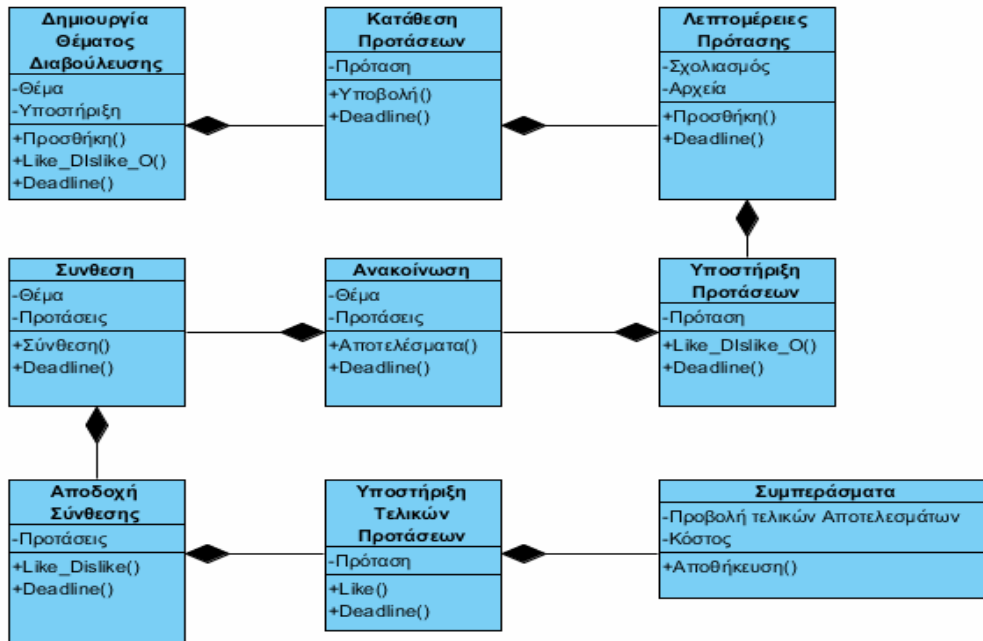 Δημιουργία
Θέματος
Διαβούλευσης
-Θέμα
-Υποστήριξη
+Προσθήκη()
+Like_DIslike_O()
+Deadline()
Κατάθεση
Προτάσεων
-Πρόταση
+Υποβολή()
+Deadline()
Λεπτομέρειες
Πρότασης
-Σχολιασμός
-Αρχεία
+Προσθήκη()
+Deadline()
Συνθεση
-Θέμα
-Προτάσεις
+Σύνθεση()
+Deadline()
Ανακοίνωση
-Θέμα
-Προτάσεις
+Αποτελέσματα()
+Deadline()
Υποστήριξη
Προτάσεων
-Πρόταση
+Like_DIslike_O()
+Deadline()
Αποδοχή
Σύνθεσης
-Προτάσεις
+Like_Dislike()
+Deadline()
Υποστήριξη
Τελικών
Προτάσεων
-Πρόταση
+Like()
+Deadline()
Συμπεράσματα
-Προβολή τελικών Αποτελεσμάτων
-Κόστος
+Αποθήκευση()